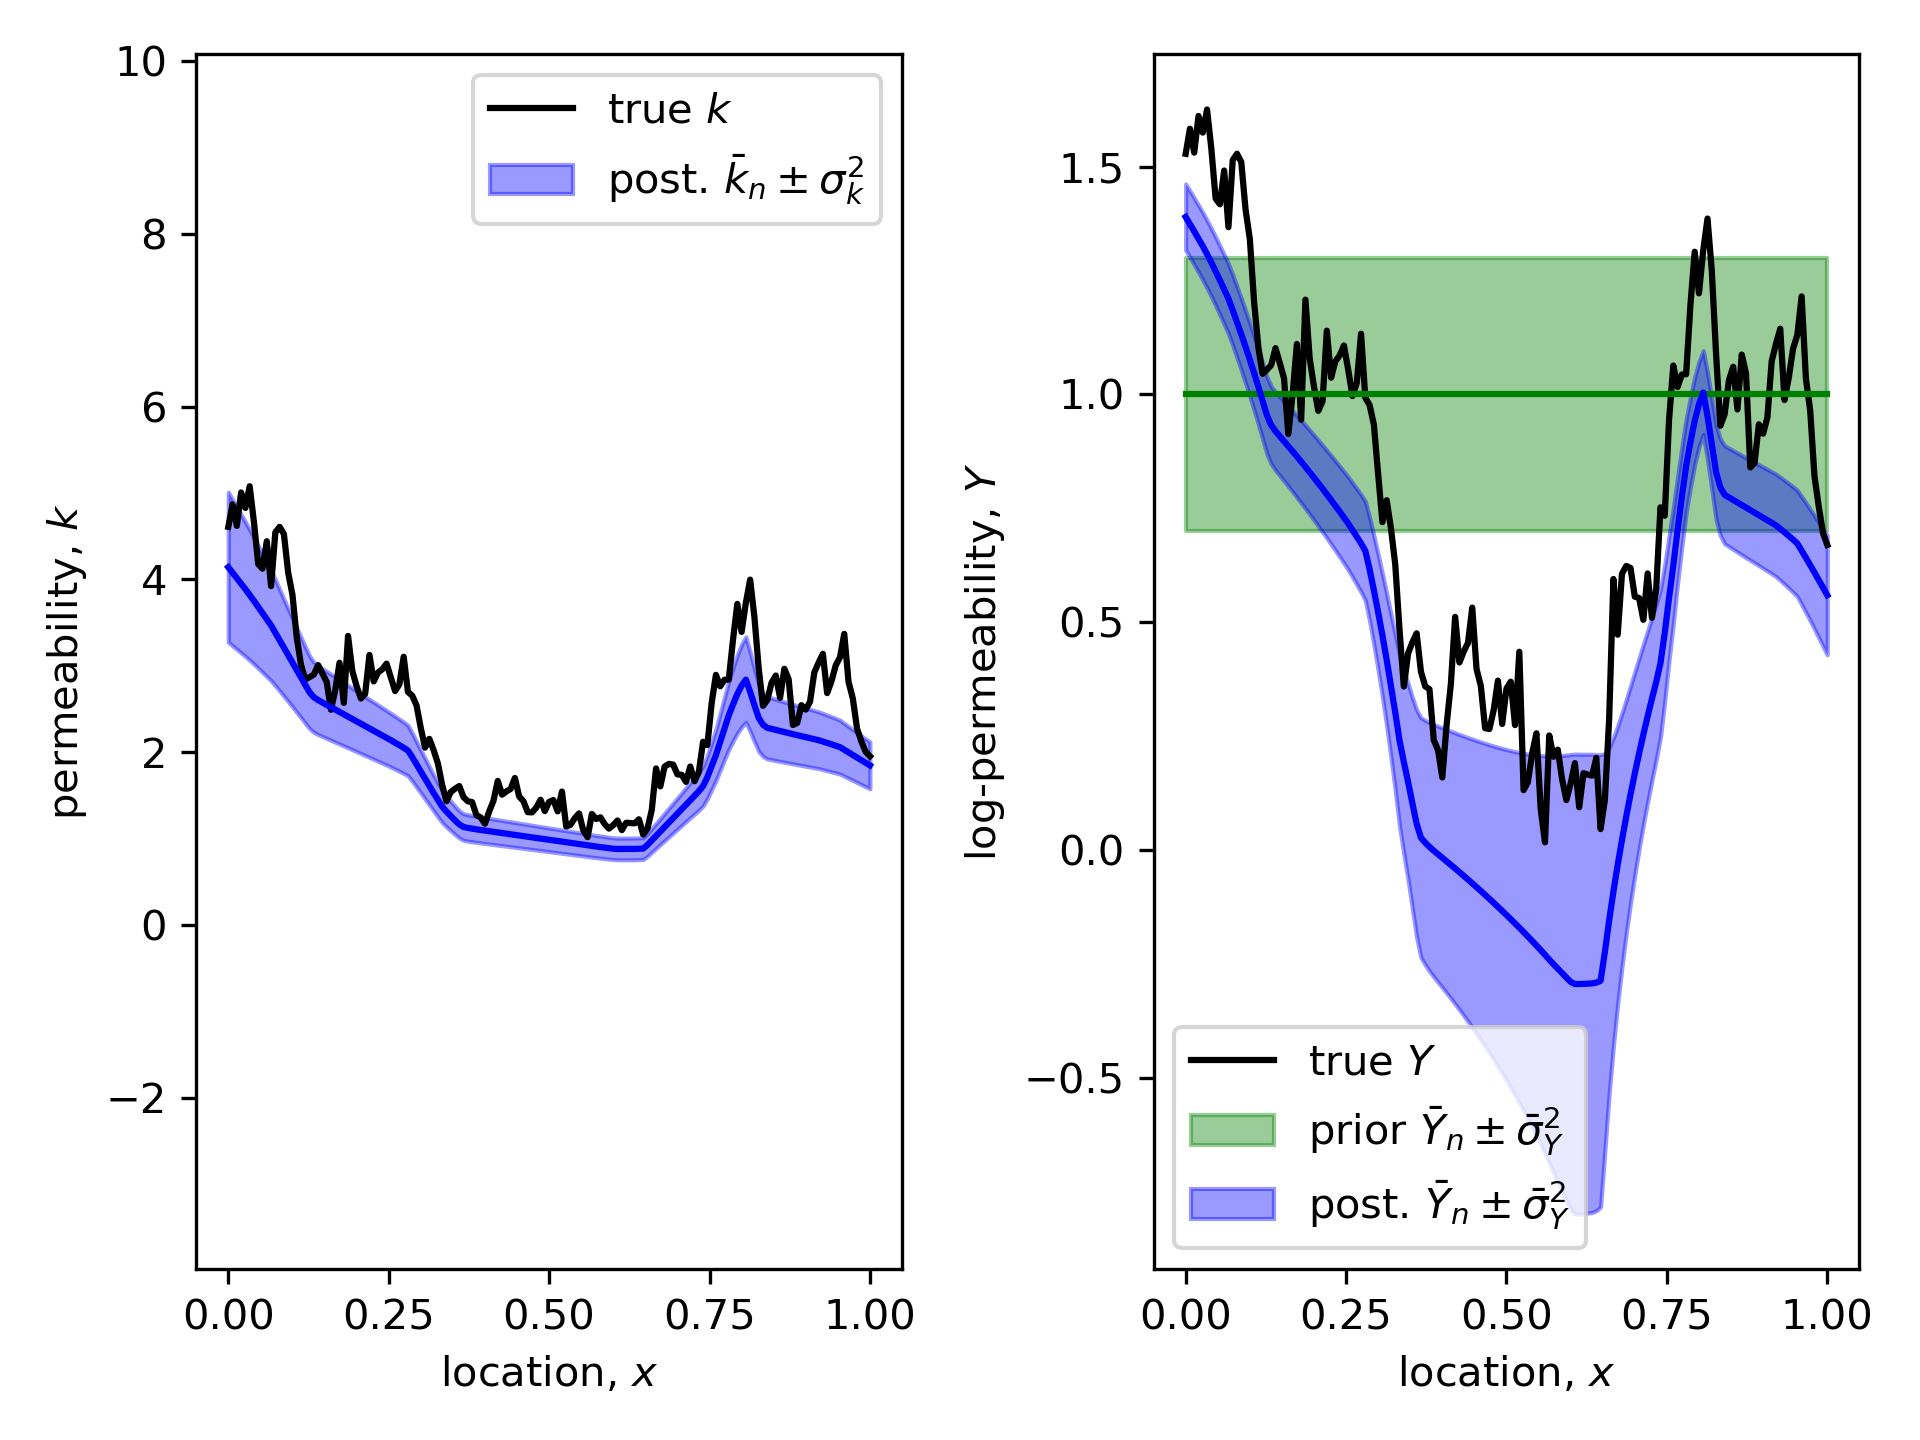 10
8
6
4
2
0
−2
permeability, k
0.00 0.25 0.50 0.75 1.00
location, x
true k
post. k̄ₙ ± σₖ²
1.5
1.0
0.5
0.0
−0.5
log-permeability, Y
0.00 0.25 0.50 0.75 1.00
location, x
true Y
prior Ȳₙ ± σ̄_Y²
post. Ȳₙ ± σ̄_Y²